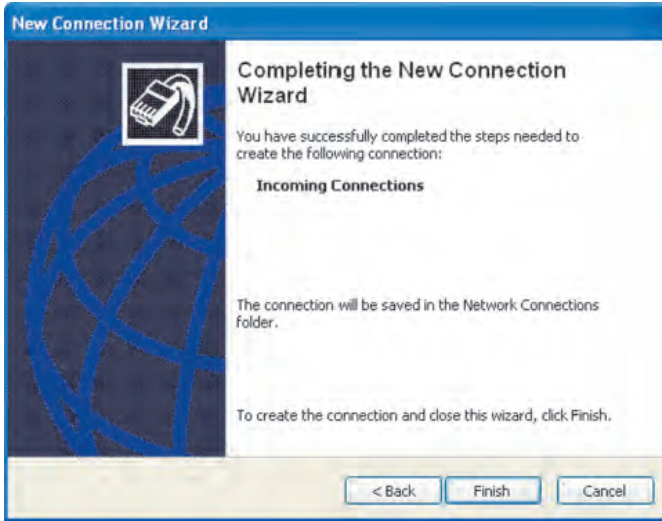 New Connection Wizard
Completing the New Connection
Wizard
You have successfully completed the steps needed to
create the following connection:
Incoming Connections
The connection will be saved in the Network Connections
folder.
To create the connection and close this wizard, click Finish.
< Back Finish Cancel